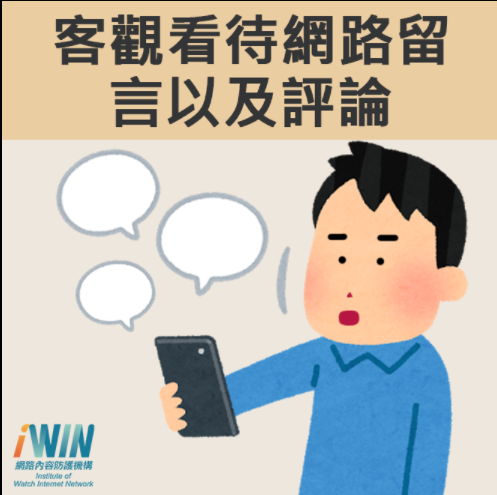 客觀看待網路留
言以及評論
iWIN
網路內容防護機構
Institute of
Watch Internet Network